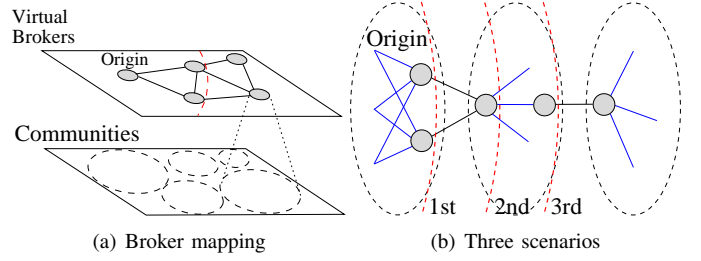 Virtual
Brokers
Origin
Communities
(a) Broker mapping
Origin
1st
2nd
3rd
(b) Three scenarios